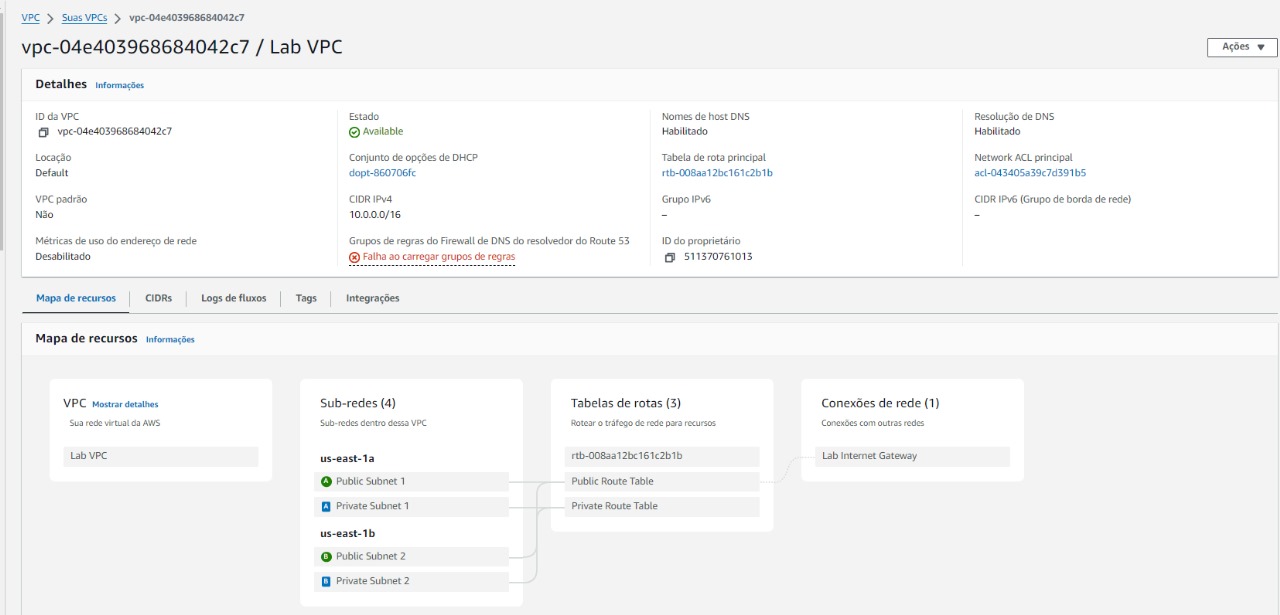 VPC > Suas VPCs > vpc-04e403968684042c7
vpc-04e403968684042c7 / Lab VPC
Ações
Detalhes Informações
ID da VPC
vpc-04e403968684042c7
Estado
Available
Nomes de host DNS
Habilitado
Resolução de DNS
Habilitado
Locação
Default
Conjunto de opções de DHCP
dopt-860706fc
Tabela de rota principal
rtb-008aa12bc161c2b1b
Network ACL principal
acl-043405a39c7d391b5
VPC padrão
Não
CIDR IPv4
10.0.0.0/16
Grupo IPv6
–
CIDR IPv6 (Grupo de borda de rede)
–
Métricas de uso do endereço de rede
Desabilitado
Grupos de regras do Firewall de DNS do resolvedor do Route 53
Falha ao carregar grupos de regras
ID do proprietário
511370761013
Mapa de recursos
CIDRs
Logs de fluxos
Tags
Integrações
Mapa de recursos Informações
VPC Mostrar detalhes
Sua rede virtual da AWS
Lab VPC
Sub-redes (4)
Sub-redes dentro dessa VPC
us-east-1a
A Public Subnet 1
A Private Subnet 1
us-east-1b
B Public Subnet 2
B Private Subnet 2
Tabelas de rotas (3)
Rotear o tráfego de rede para recursos
rtb-008aa12bc161c2b1b
Public Route Table
Private Route Table
Conexões de rede (1)
Conexões com outras redes
Lab Internet Gateway